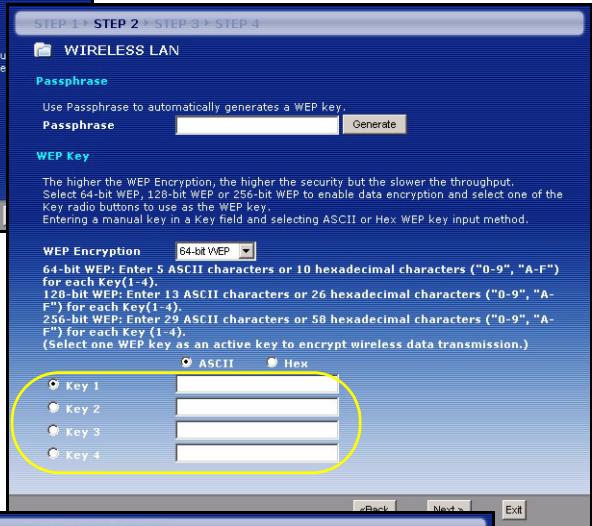 STEP 1 ▸ STEP 2 ▸ STEP 3 ▸ STEP 4
WIRELESS LAN
Passphrase
Use Passphrase to automatically generates a WEP key.
Passphrase
Generate
WEP Key
The higher the WEP Encryption, the higher the security but the slower the throughput.
Select 64-bit WEP, 128-bit WEP or 256-bit WEP to enable data encryption and select one of the
Key radio buttons to use as the WEP key.
Entering a manual key in a Key field and selecting ASCII or Hex WEP key input method.
WEP Encryption 64-bit WEP
64-bit WEP: Enter 5 ASCII characters or 10 hexadecimal characters ("0-9", "A-F")
for each Key(1-4).
128-bit WEP: Enter 13 ASCII characters or 26 hexadecimal characters ("0-9", "A-
F") for each Key(1-4).
256-bit WEP: Enter 29 ASCII characters or 58 hexadecimal characters ("0-9", "A-
F") for each Key (1-4).
(Select one WEP key as an active key to encrypt wireless data transmission.)
ASCII Hex
Key 1
Key 2
Key 3
Key 4
<Back Next > Exit